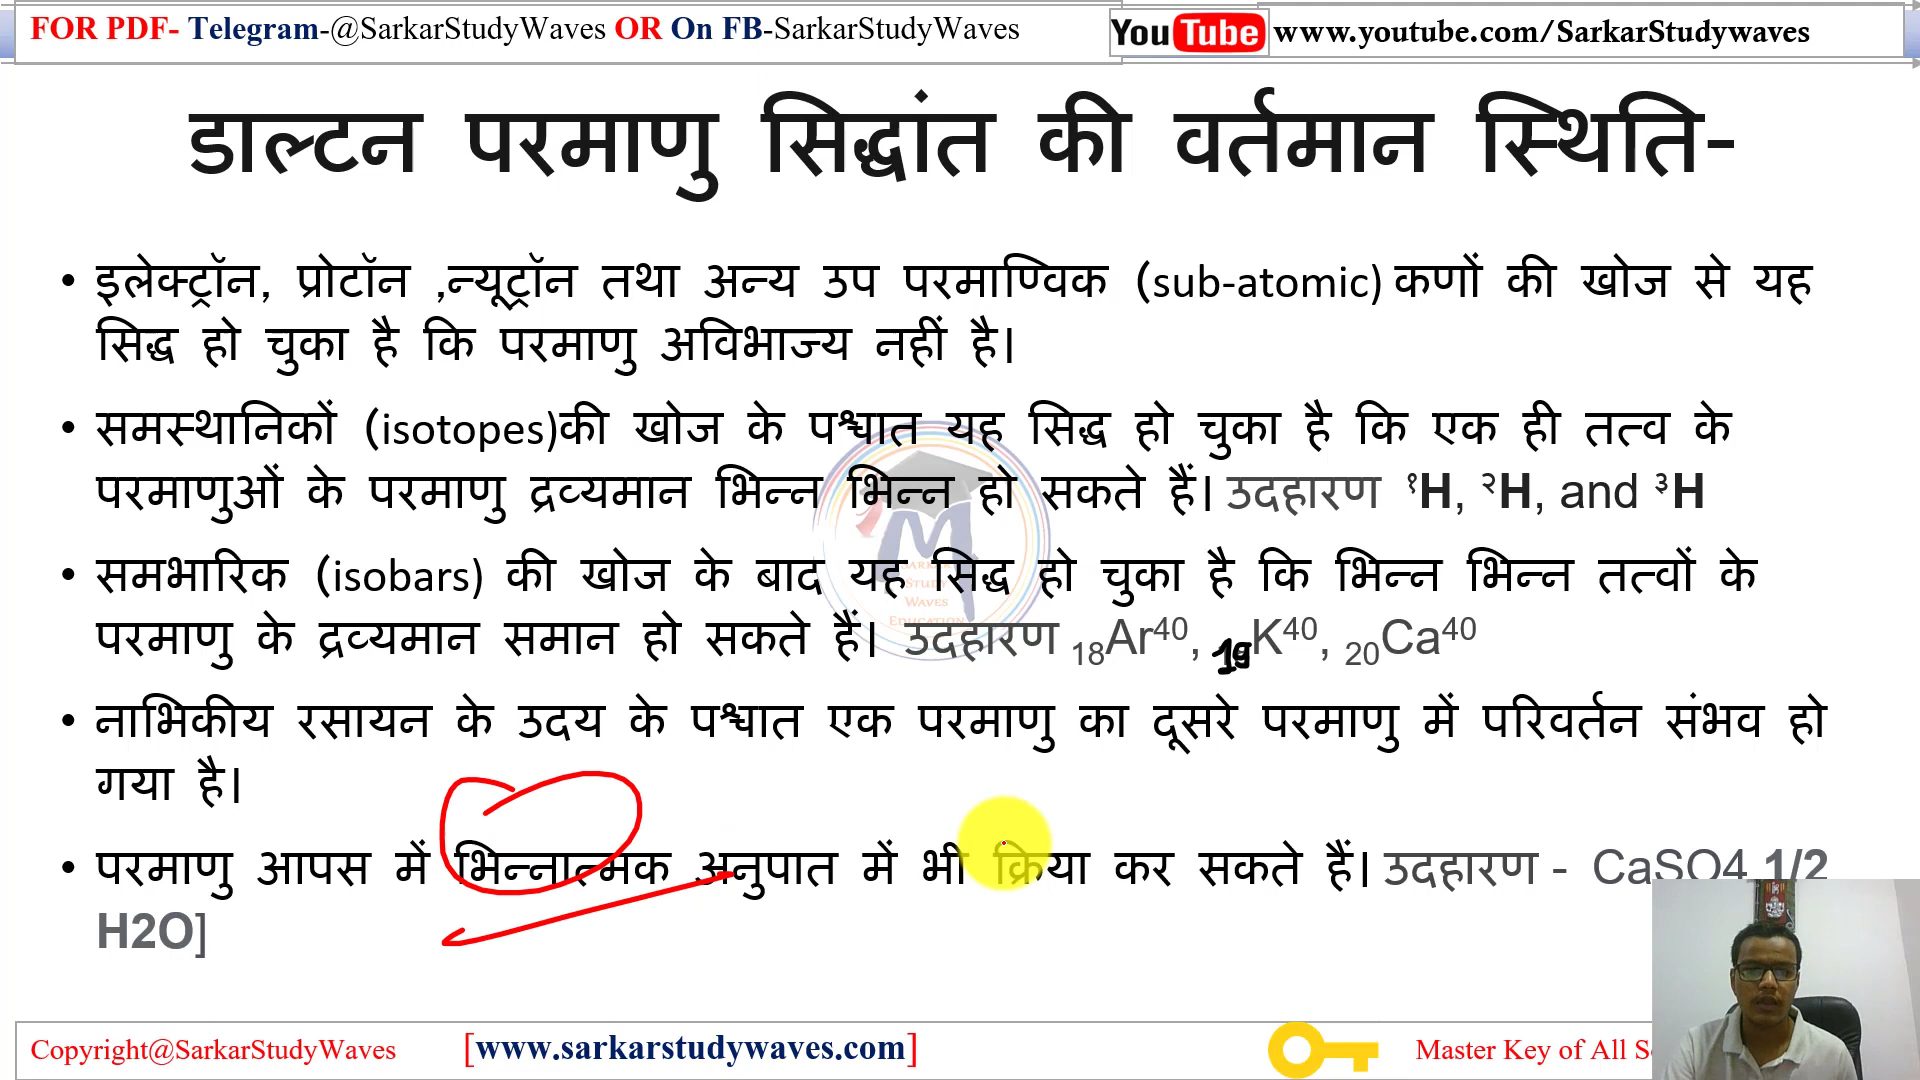 FOR PDF- Telegram-@SarkarStudyWaves OR On FB-SarkarStudyWaves
YouTube www.youtube.com/SarkarStudywaves
डाल्टन परमाणु सिद्धांत की वर्तमान स्थिति-
• इलेक्ट्रॉन, प्रोटॉन ,न्यूट्रॉन तथा अन्य उप परमाण्विक (sub-atomic) कणों की खोज से यह
सिद्ध हो चुका है कि परमाणु अविभाज्य नहीं है।
• समस्थानिकों (isotopes)की खोज के पश्चात यह सिद्ध हो चुका है कि एक ही तत्व के
परमाणुओं के परमाणु द्रव्यमान भिन्न भिन्न हो सकते हैं। उदहारण ¹H, ²H, and ³H
• समभारिक (isobars) की खोज के बाद यह सिद्ध हो चुका है कि भिन्न भिन्न तत्वों के
परमाणु के द्रव्यमान समान हो सकते हैं। उदहारण ₁₈Ar⁴⁰, ₁₉K⁴⁰, ₂₀Ca⁴⁰
SARKAR
STUDY
WAVES
EDUCATION
• नाभिकीय रसायन के उदय के पश्चात एक परमाणु का दूसरे परमाणु में परिवर्तन संभव हो
गया है।
• परमाणु आपस में भिन्नात्मक अनुपात में भी क्रिया कर सकते हैं। उदहारण - CaSO4 1/2
H2O]
Copyright@SarkarStudyWaves [www.sarkarstudywaves.com] Master Key of All